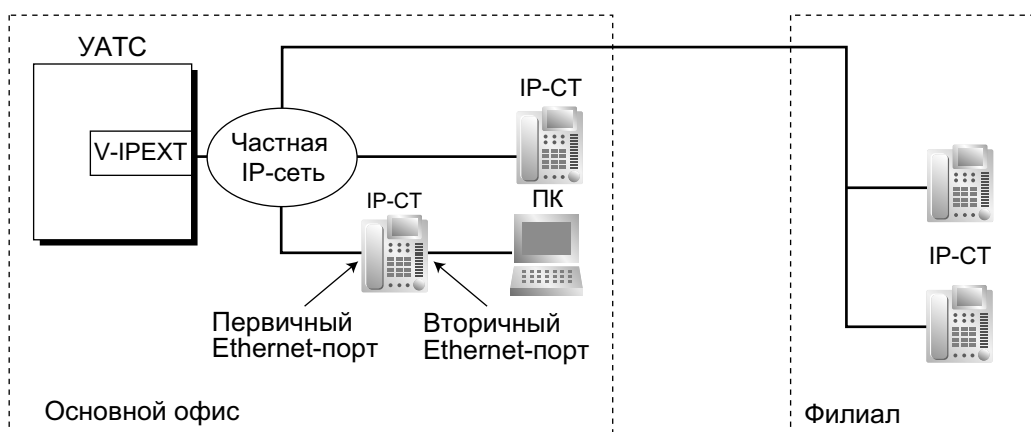 УАТС
V-IPEXT
Частная
IP-сеть
IP-СТ
IP-СТ
ПК
Первичный
Ethernet-порт
Вторичный
Ethernet-порт
Основной офис
IP-СТ
Филиал